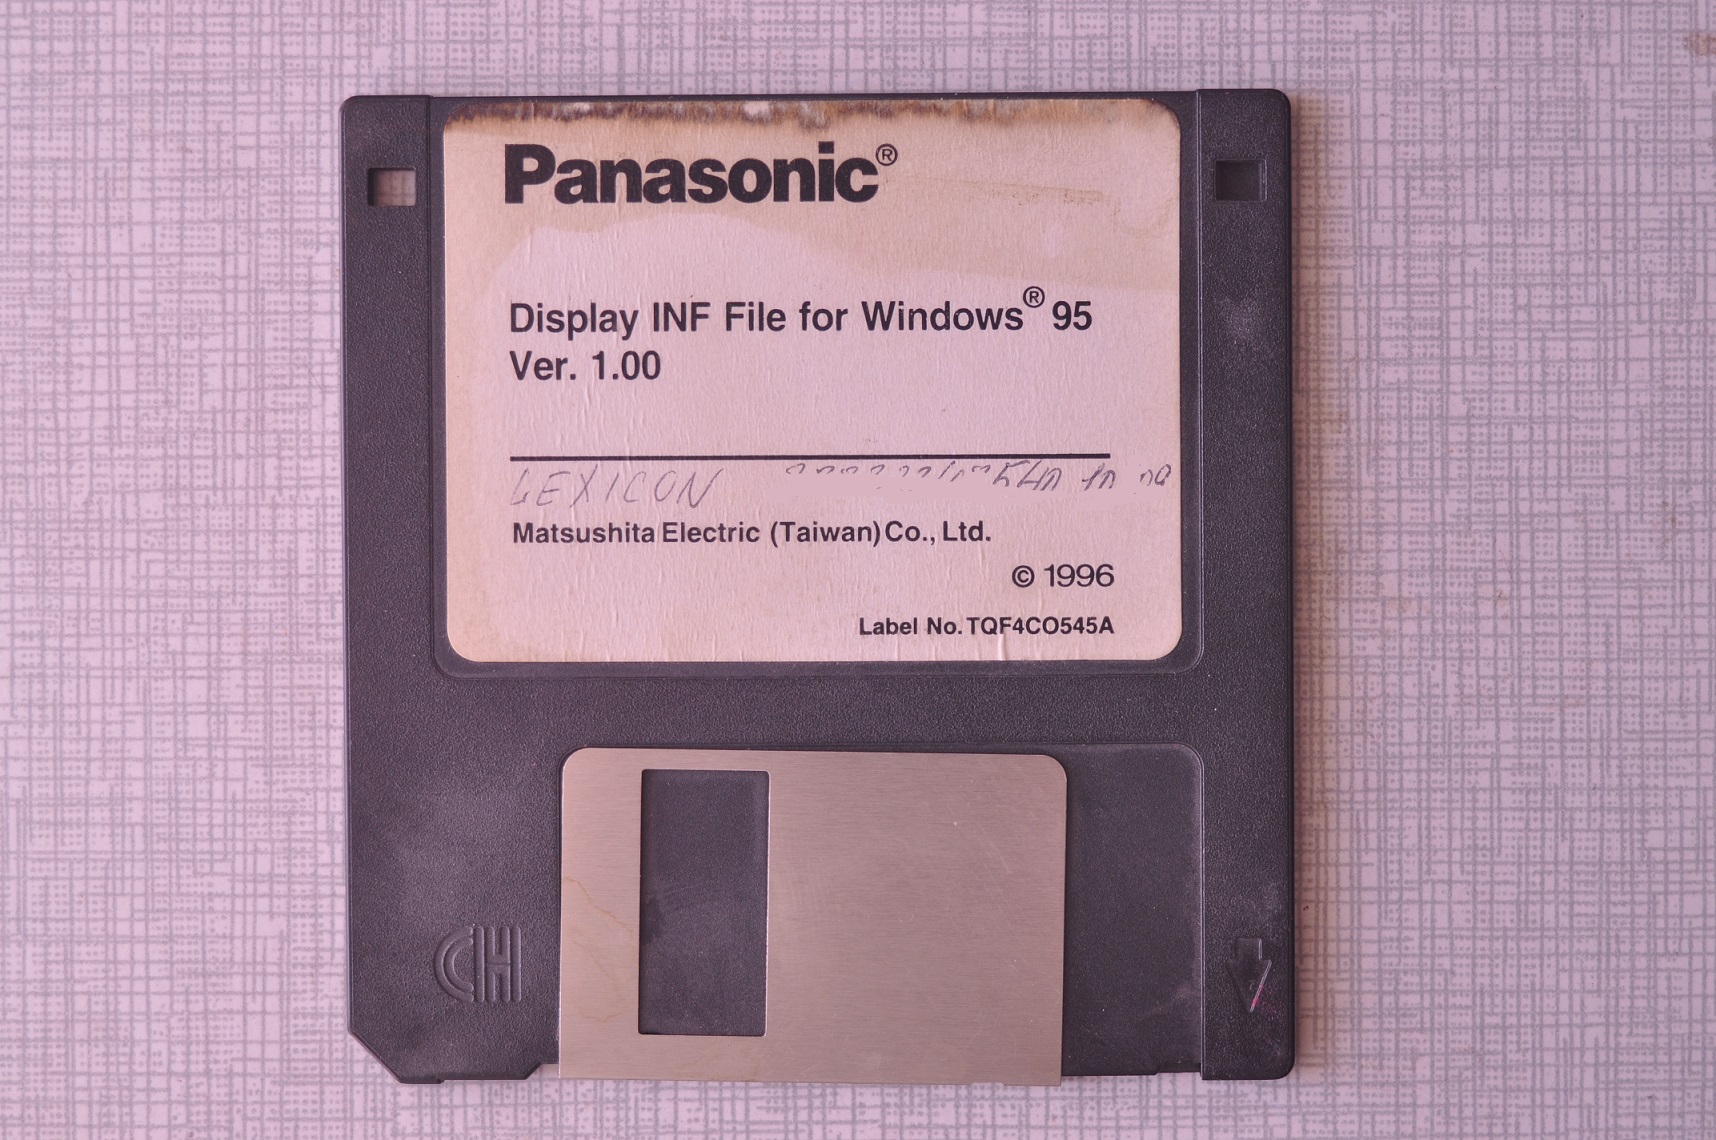 Panasonic®
Display INF File for Windows® 95
Ver. 1.00
LEXICON
Matsushita Electric (Taiwan) Co., Ltd.
© 1996
Label No. TQF4CO545A
CH